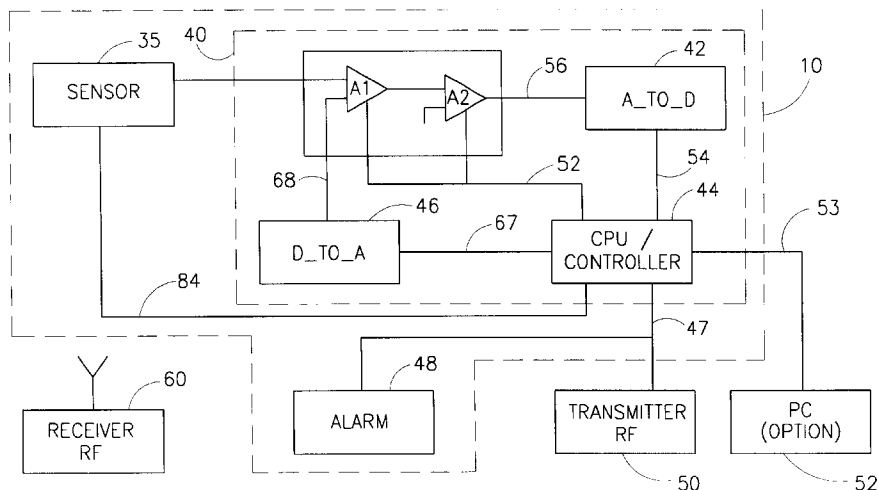 35
SENSOR
40
A1
A2
56
42
A_TO_D
10
68
46
D_TO_A
67
52
54
44
CPU /
CONTROLLER
53
84
47
60
RECEIVER
RF
48
ALARM
TRANSMITTER
RF
50
PC
(OPTION)
52